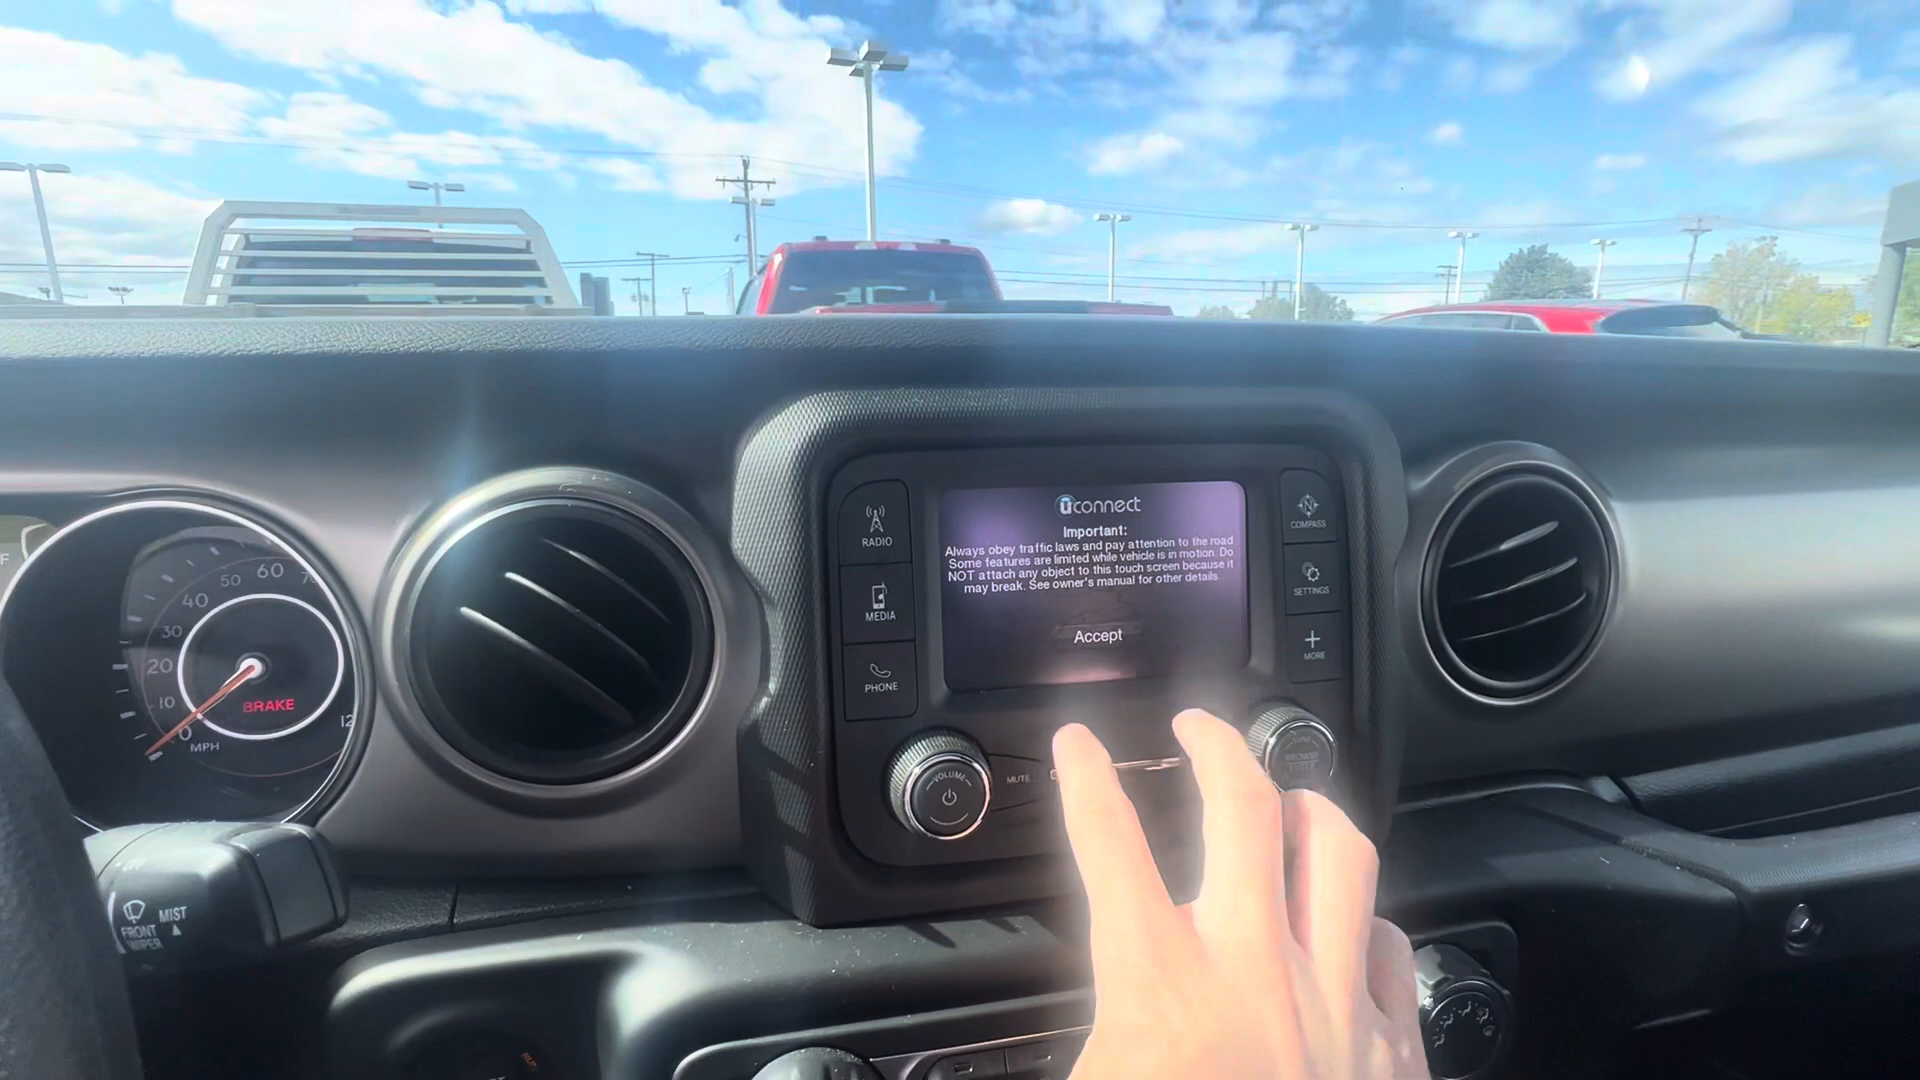 uconnect
Important:
Always obey traffic laws and pay attention to the road
Some features are limited while vehicle is in motion. Do
NOT attach any object to this touch screen because it
may break. See owner's manual for other details
Accept
RADIO
MEDIA
PHONE
COMPASS
SETTINGS
MORE
VOLUME
MUTE
BROWSE
0
10
20
30
40
50
60
MPH
BRAKE
F
OFF
MIST
FRONT
WIPER